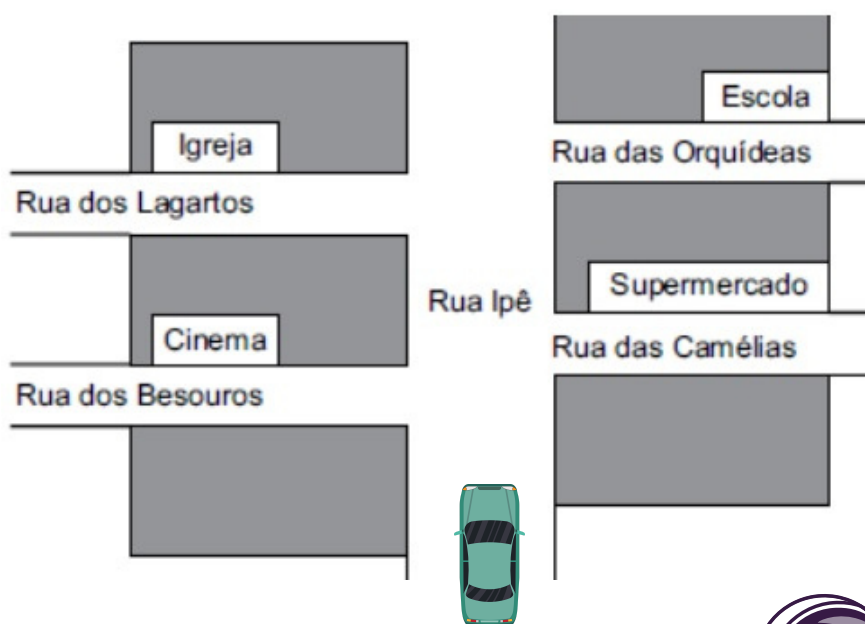 Escola
Igreja
Rua das Orquídeas
Rua dos Lagartos
Supermercado
Rua Ipê
Cinema
Rua das Camélias
Rua dos Besouros